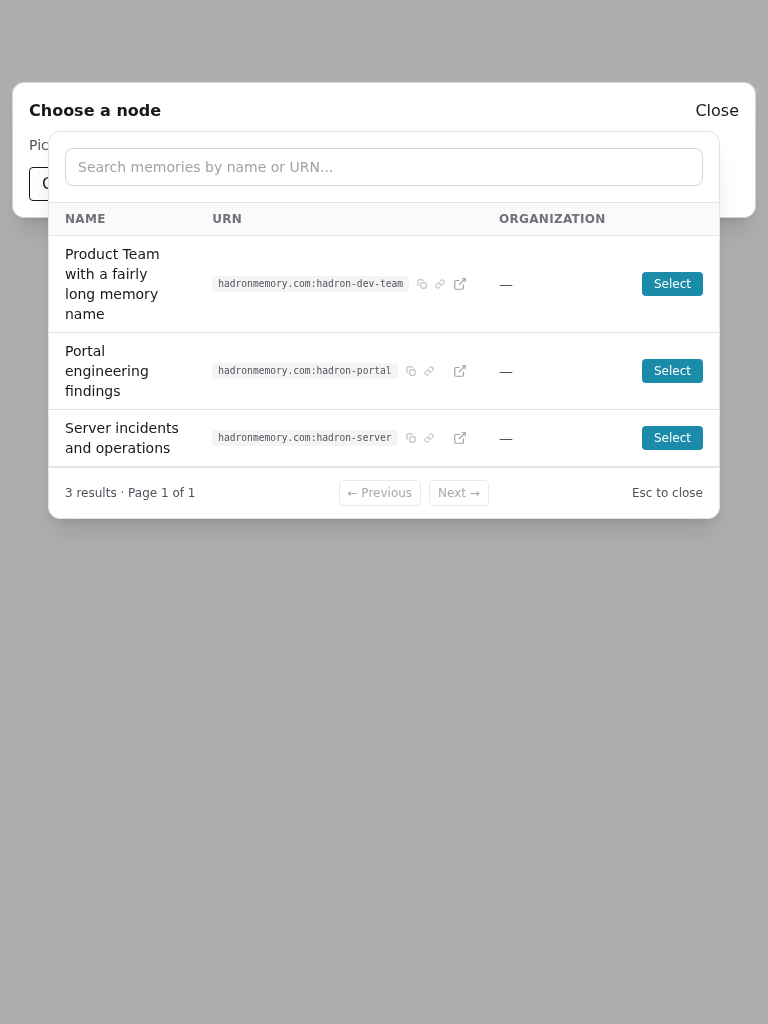 Choose a node
Close
Pic
Search memories by name or URN...
NAME
URN
ORGANIZATION
Product Team
with a fairly
long memory
name
hadronmemory.com:hadron-dev-team
—
Select
Portal
engineering
findings
hadronmemory.com:hadron-portal
—
Select
Server incidents
and operations
hadronmemory.com:hadron-server
—
Select
3 results · Page 1 of 1
← Previous
Next →
Esc to close